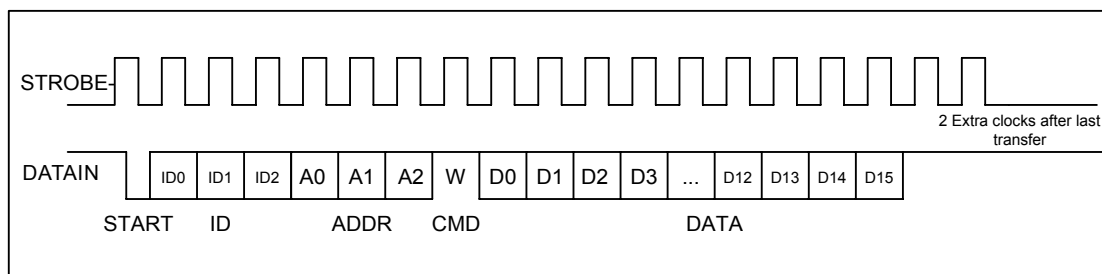 STROBE-
2 Extra clocks after last
transfer
DATAIN ID0 ID1 ID2 A0 A1 A2 W D0 D1 D2 D3 ... D12 D13 D14 D15
START ID ADDR CMD DATA